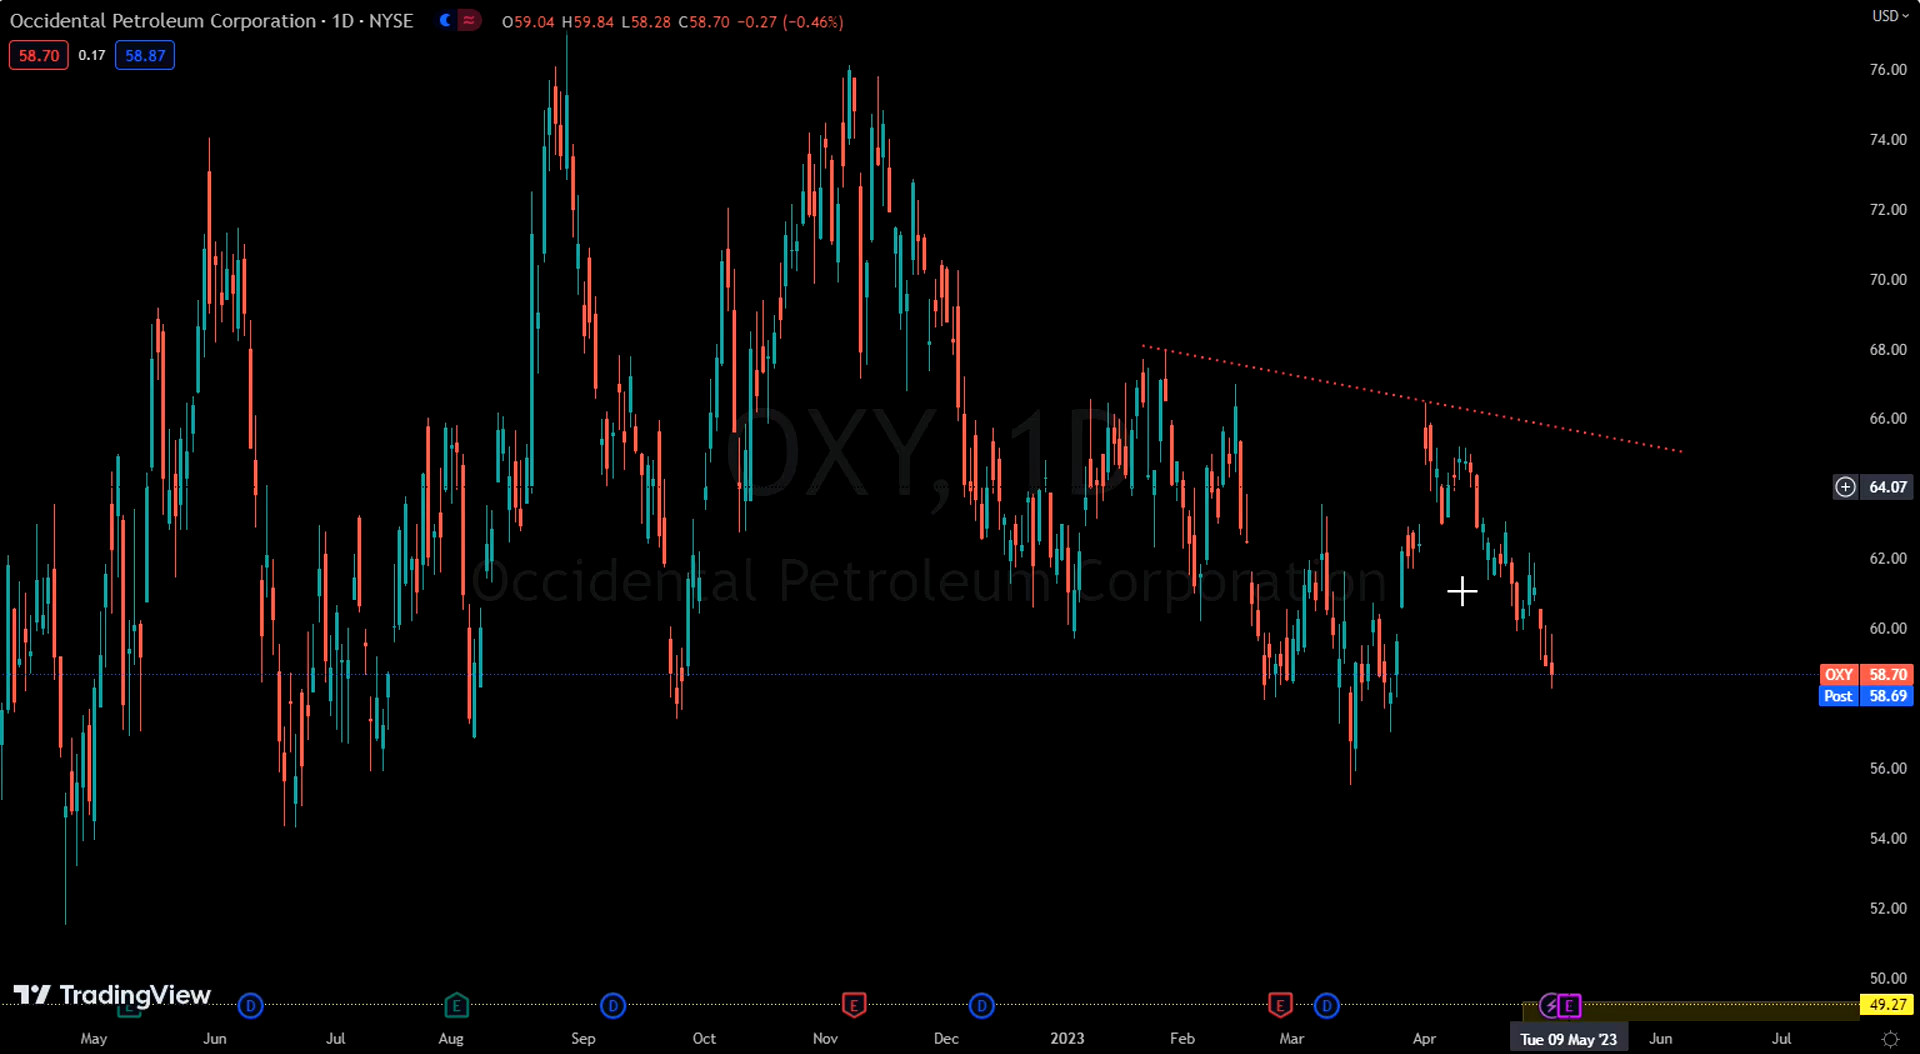 Occidental Petroleum Corporation · 1D · NYSE O59.04 H59.84 L58.28 C58.70 −0.27 (−0.46%)
USD
58.70 0.17 58.87
76.00
74.00
72.00
70.00
68.00
66.00
OXY, 1D
64.07
62.00
Occidental Petroleum Corporation
60.00
OXY 58.70
Post 58.69
56.00
54.00
52.00
50.00
TradingView
E D E D E D E D E
49.27
May Jun Jul Aug Sep Oct Nov Dec 2023 Feb Mar Apr Tue 09 May '23 Jun Jul